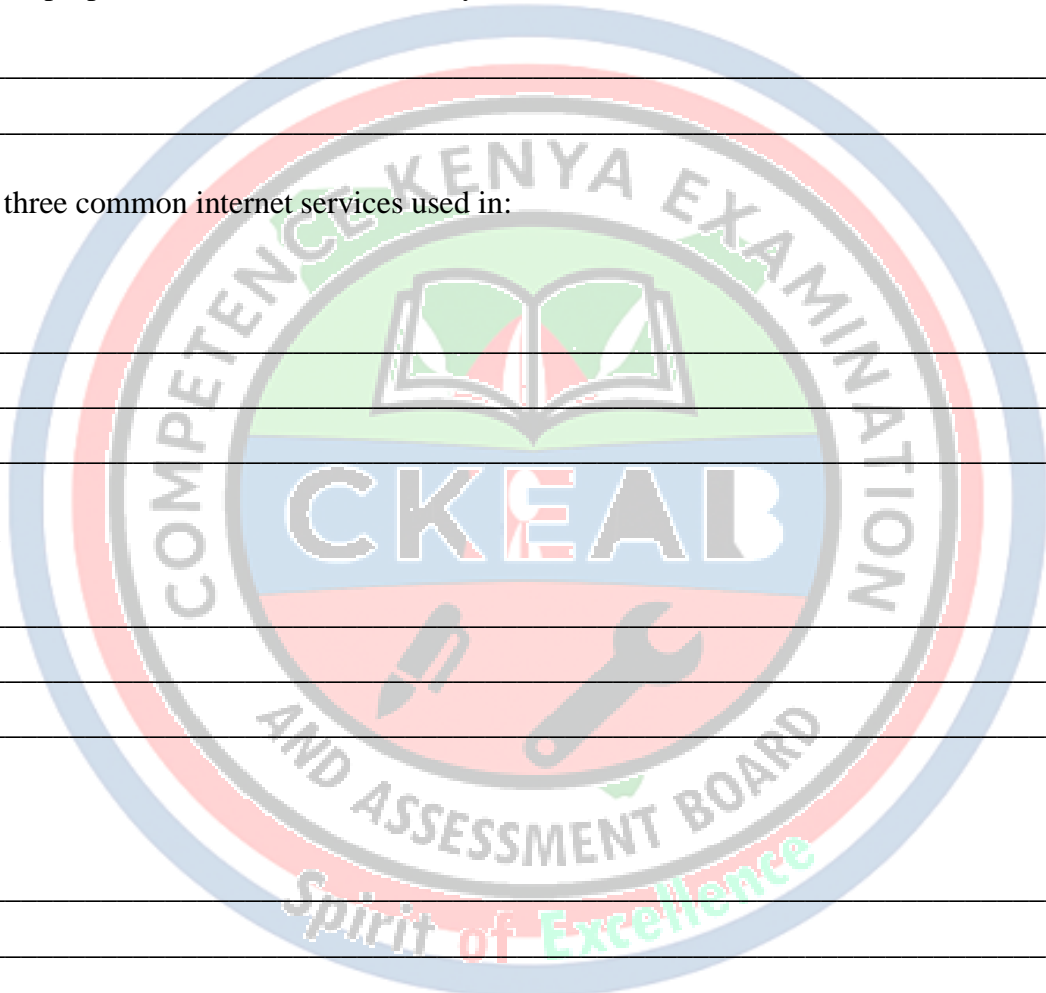 three common internet services used in:
COMPETENCE KENYA EXAMINATION
AND ASSESSMENT BOARD
CKEAB
Spirit of Excellence